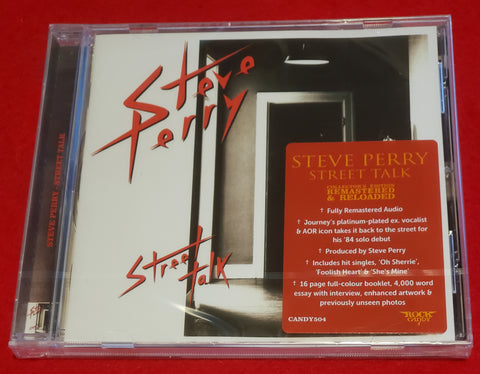 STEVE PERRY - STREET TALK
Steve
Perry
Street
talk
STEVE PERRY
STREET TALK
COLLECTOR'S EDITION
REMASTERED
& RELOADED
† Fully Remastered Audio
† Journey's platinum-plated ex. vocalist
& AOR icon takes it back to the street for
his '84 solo debut
† Produced by Steve Perry
† Includes hit singles, 'Oh Sherrie',
'Foolish Heart' & 'She's Mine'
† 16 page full-colour booklet, 4,000 word
essay with interview, enhanced artwork &
previously unseen photos
CANDY504
ROCK
CANDY